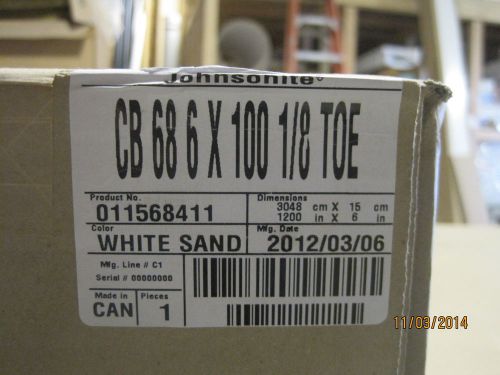 Johnsonite
CB 68 6 X 100 1/8 TOE
Product No.
011568411
Dimensions
3048 cm X 15 cm
1200 in X 6 in
Color
WHITE SAND
Mfg. Date
2012/03/06
Mfg. Line # C1
Serial # 00000000
Made in
CAN
Pieces
1
11/03/2014